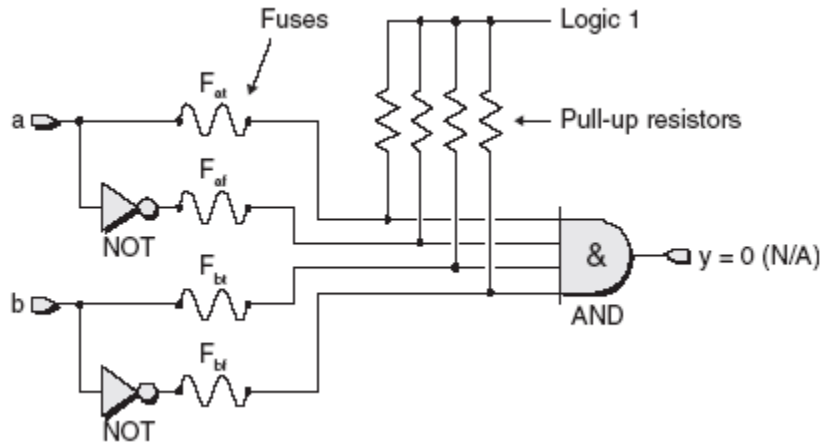 Fuses
Logic 1
Fat
a
Pull-up resistors
Faf
NOT
&
y = 0 (N/A)
Fbt
b
AND
Fbf
NOT